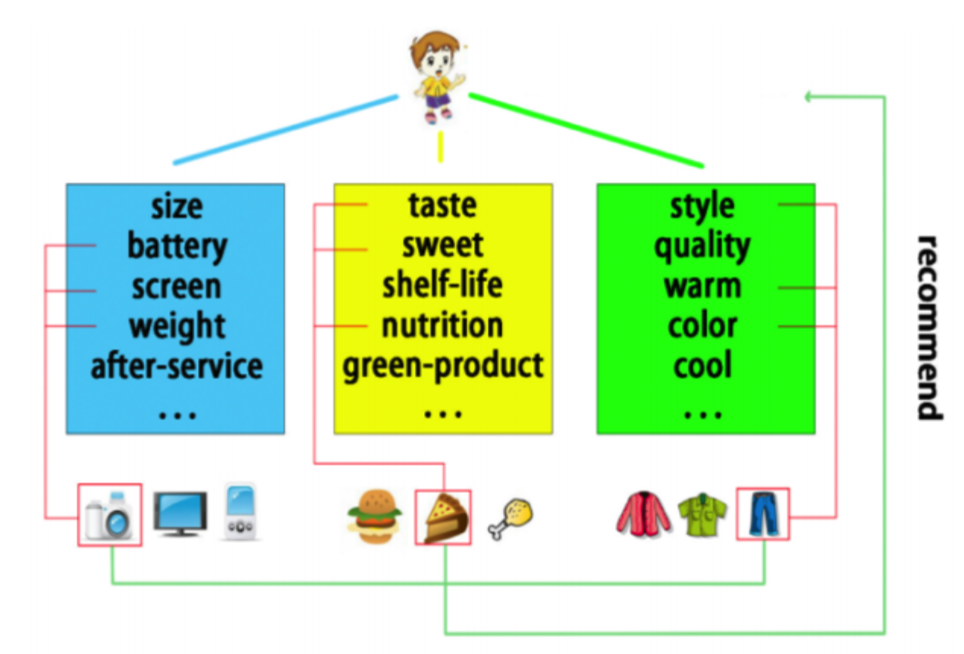 size
battery
screen
weight
after-service
...
taste
sweet
shelf-life
nutrition
green-product
...
style
quality
warm
color
cool
...
recommend